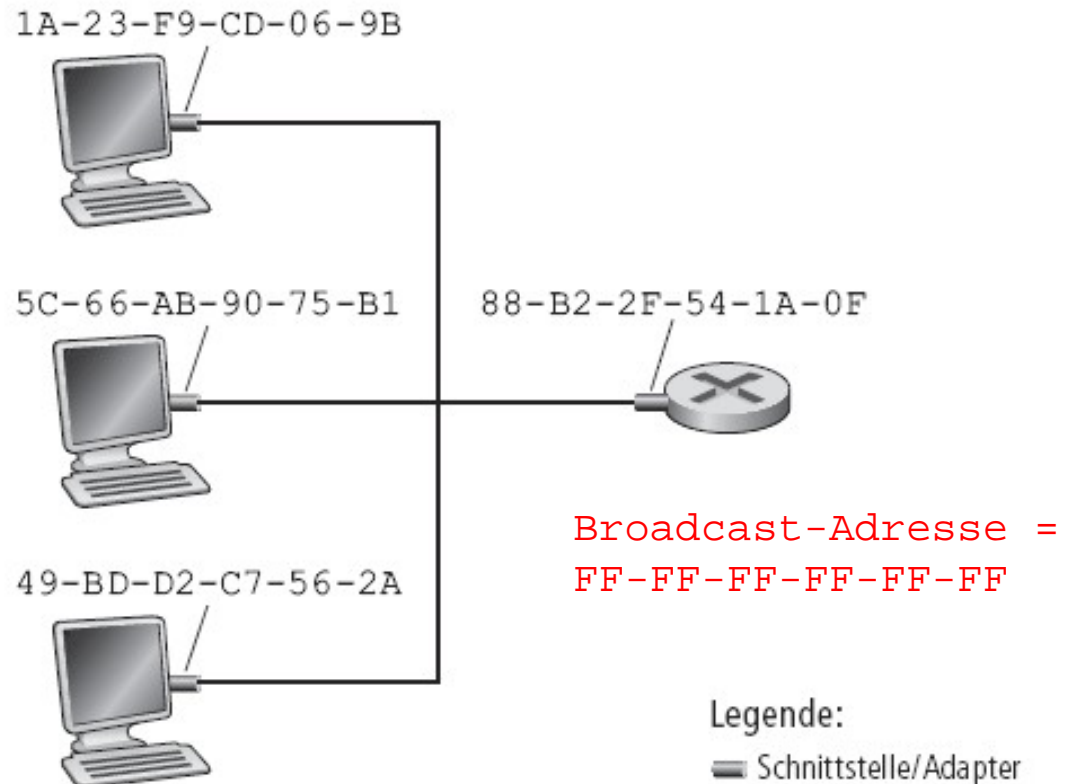 1A-23-F9-CD-06-9B
5C-66-AB-90-75-B1
88-B2-2F-54-1A-0F
Broadcast-Adresse =
FF-FF-FF-FF-FF-FF
49-BD-D2-C7-56-2A
Legende:
Schnittstelle/Adapter